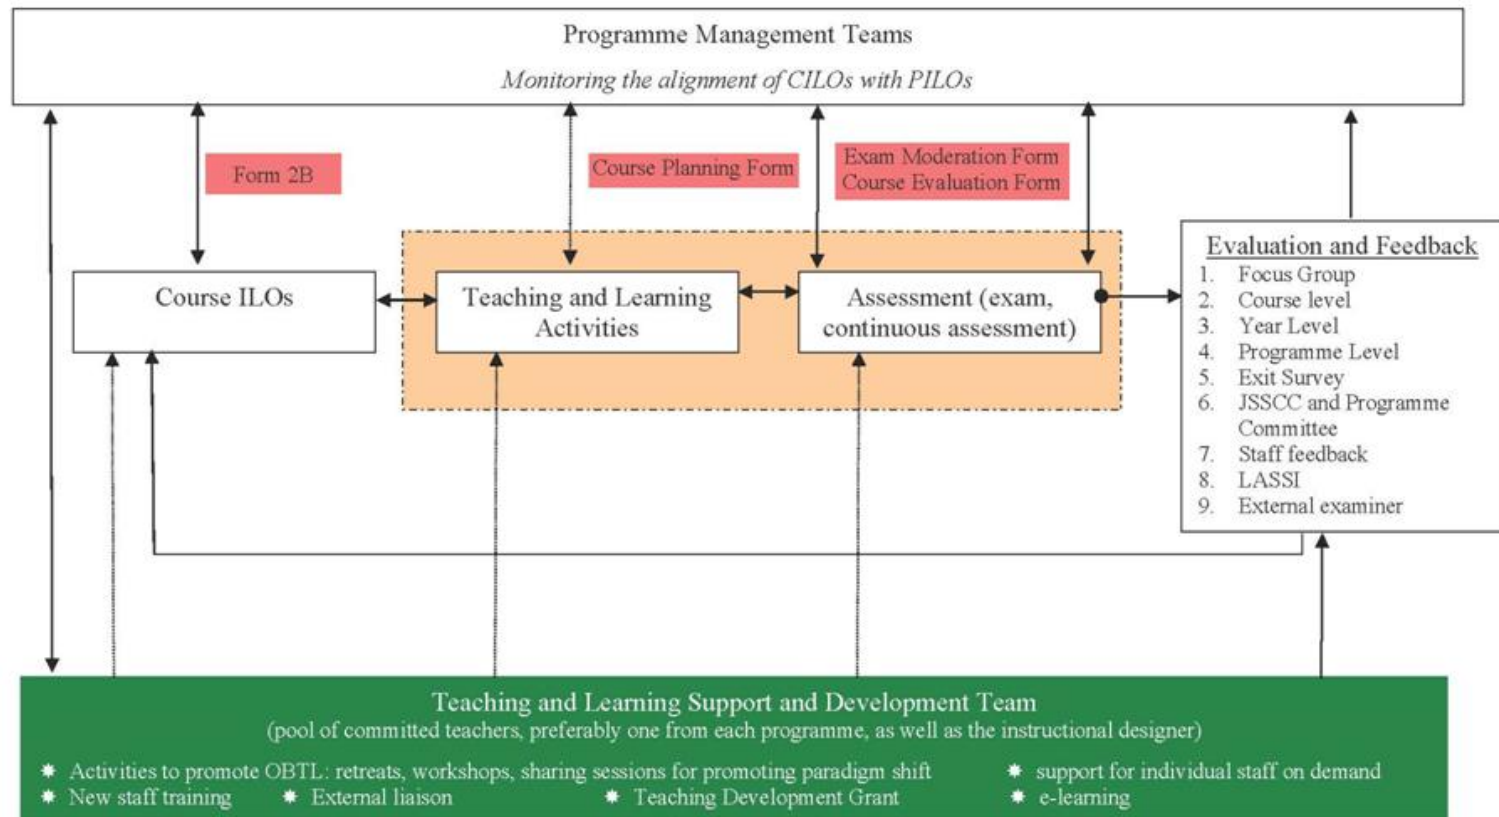 Programme Management Teams
Monitoring the alignment of CILOs with PILOs
Form 2B
Course Planning Form
Exam Moderation Form
Course Evaluation Form
Course ILOs
Teaching and Learning
Activities
Assessment (exam,
continuous assessment)
Evaluation and Feedback
1. Focus Group
2. Course level
3. Year Level
4. Programme Level
5. Exit Survey
6. JSSCC and Programme
Committee
7. Staff feedback
8. LASSI
9. External examiner
Teaching and Learning Support and Development Team
(pool of committed teachers, preferably one from each programme, as well as the instructional designer)
✷ Activities to promote OBTL: retreats, workshops, sharing sessions for promoting paradigm shift ✷ support for individual staff on demand
✷ New staff training ✷ External liaison ✷ Teaching Development Grant ✷ e-learning